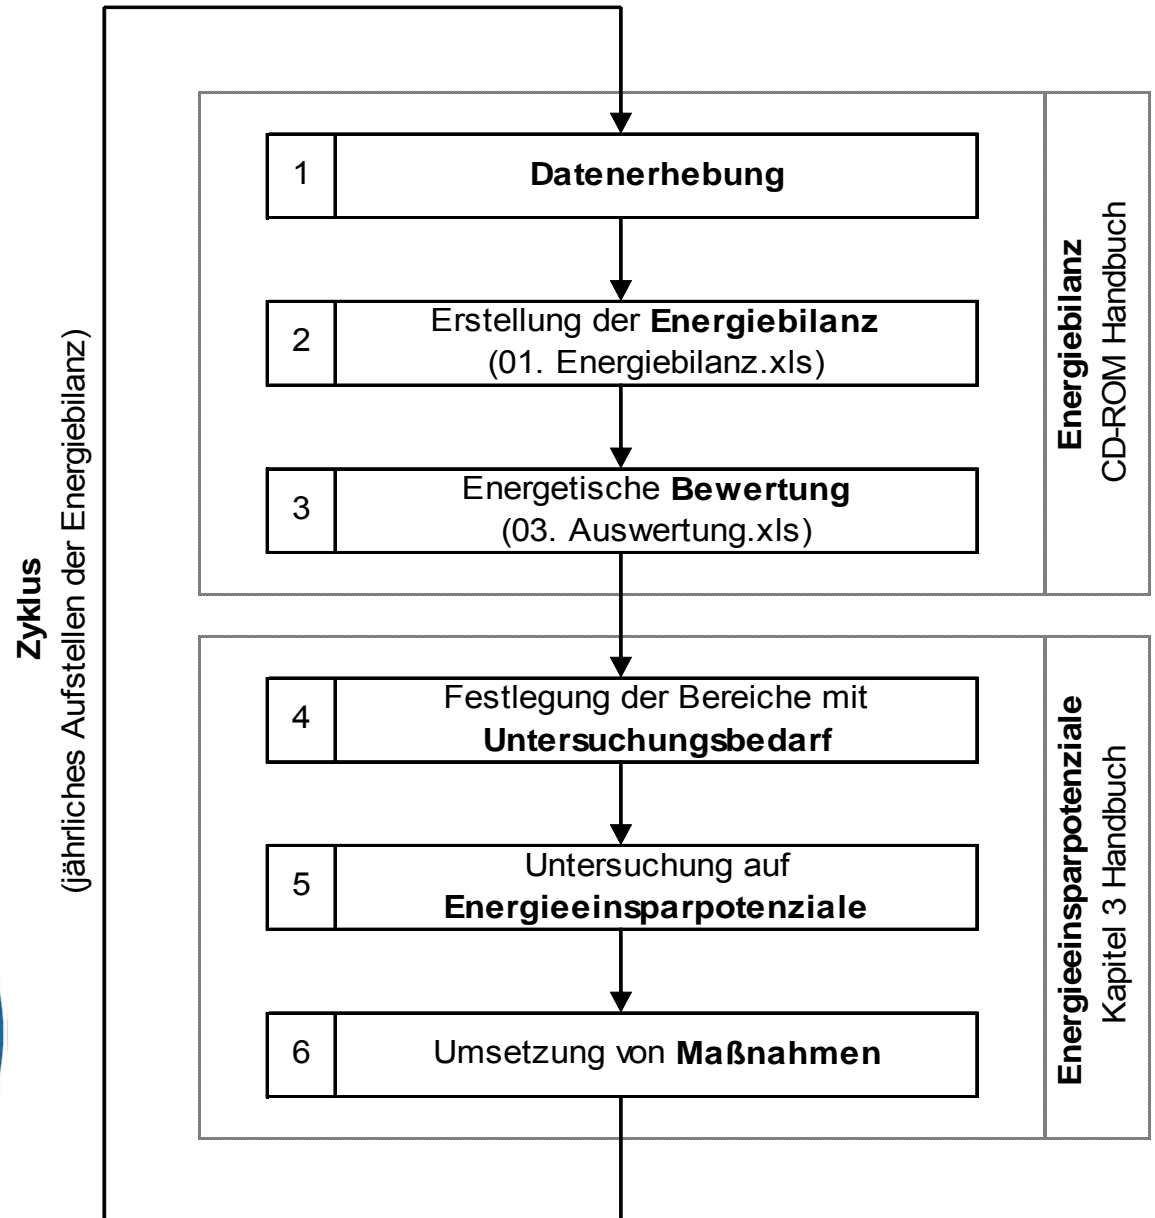 Zyklus
(jährliches Aufstellen der Energiebilanz)
1
Datenerhebung
2
Erstellung der Energiebilanz
(01. Energiebilanz.xls)
3
Energetische Bewertung
(03. Auswertung.xls)
Energiebilanz
CD-ROM Handbuch
4
Festlegung der Bereiche mit
Untersuchungsbedarf
5
Untersuchung auf
Energieeinsparpotenziale
6
Umsetzung von Maßnahmen
Energieeinsparpotenziale
Kapitel 3 Handbuch